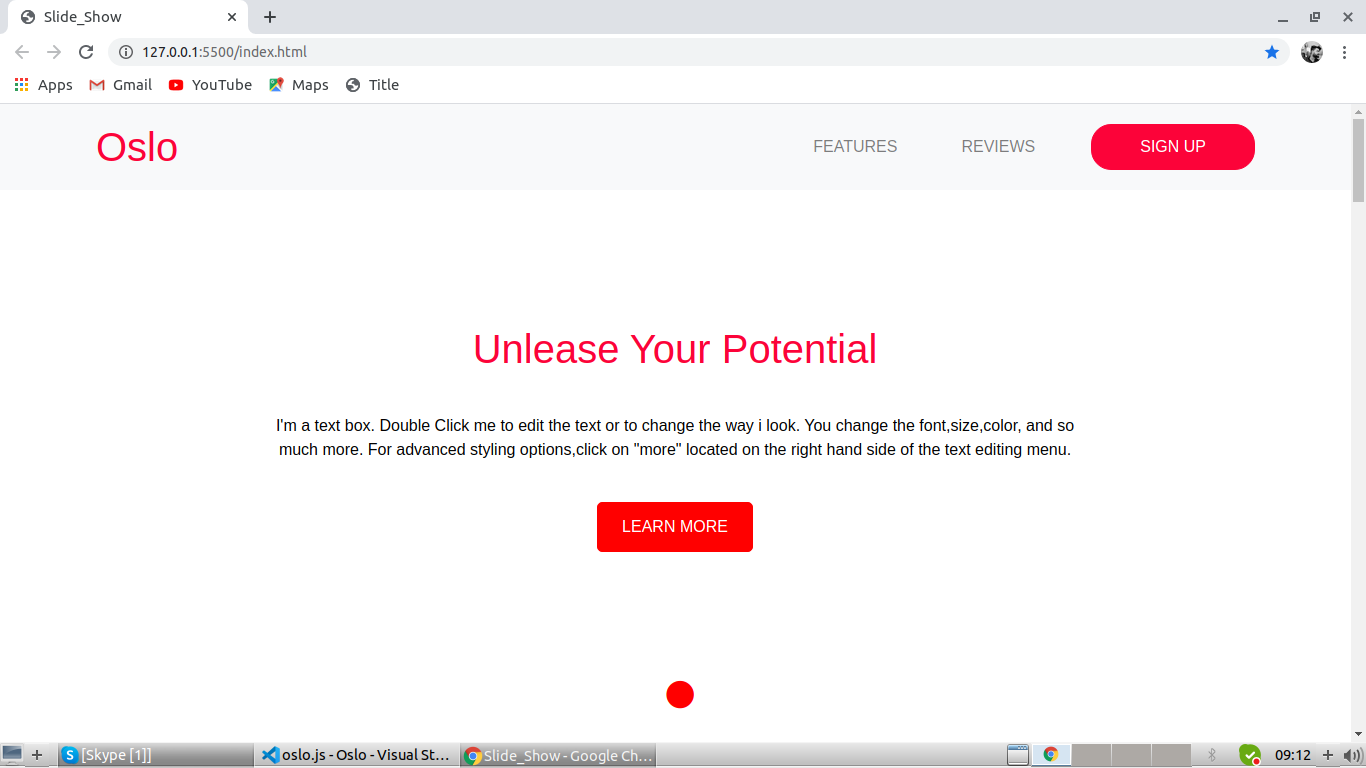 Slide_Show
127.0.0.1:5500/index.html
Apps
Gmail
YouTube
Maps
Title
Oslo
FEATURES
REVIEWS
SIGN UP
Unlease Your Potential
I'm a text box. Double Click me to edit the text or to change the way i look. You change the font,size,color, and so
much more. For advanced styling options,click on "more" located on the right hand side of the text editing menu.
LEARN MORE
[Skype [1]]
oslo.js - Oslo - Visual St...
Slide_Show - Google Ch...
09:12